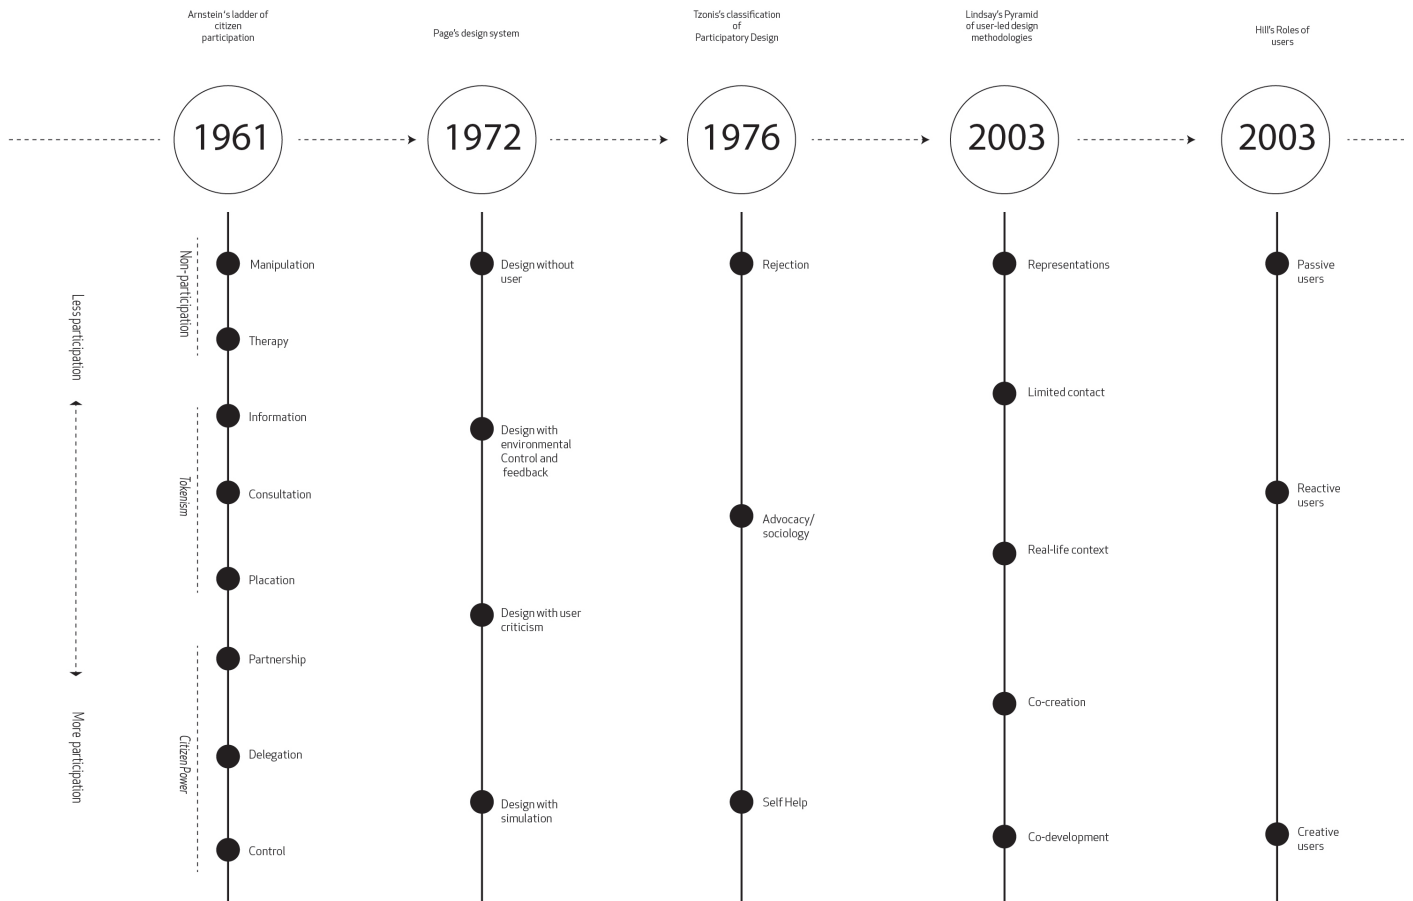 Arnstein's ladder of
citizen
participation
Page's design system
Tzonis's classification
of
Participatory Design
Lindsay's Pyramid
of user-led design
methodologies
Hill's Roles of
users
1961
1972
1976
2003
2003
Less participation
More participation
Non-participation
Tokenism
Citizen Power
Manipulation
Therapy
Information
Consultation
Placation
Partnership
Delegation
Control
Design without
user
Design with
environmental
Control and
feedback
Design with user
criticism
Design with
simulation
Rejection
Advocacy/
sociology
Self Help
Representations
Limited contact
Real-life context
Co-creation
Co-development
Passive
users
Reactive
users
Creative
users